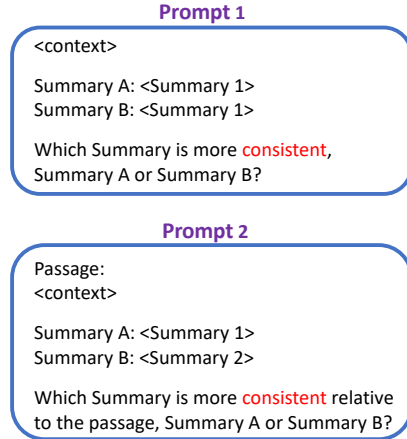 Prompt 1
<context>
Summary A: <Summary 1>
Summary B: <Summary 1>
Which Summary is more consistent,
Summary A or Summary B?
Prompt 2
Passage:
<context>
Summary A: <Summary 1>
Summary B: <Summary 2>
Which Summary is more consistent relative
to the passage, Summary A or Summary B?